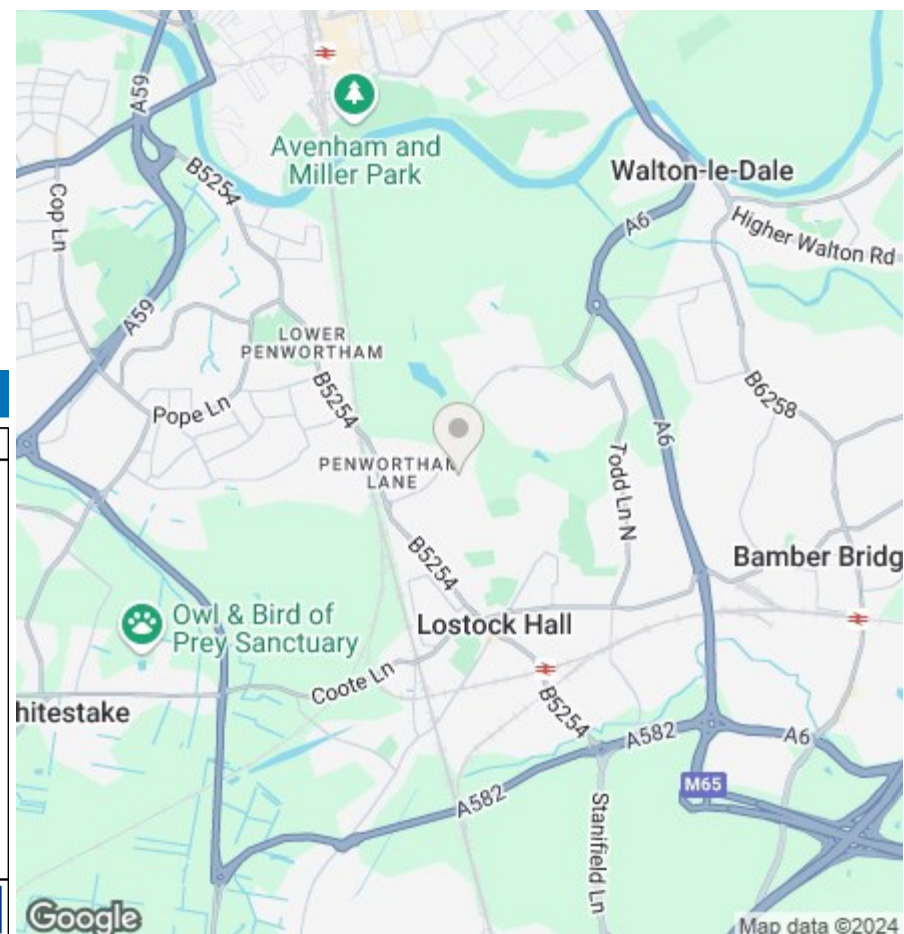 A59
B5254
Avenham and
Miller Park
Walton-le-Dale
Cop Ln
A6
Higher Walton Rd
A59
LOWER
PENWORTHAM
B5254
B6258
Pope Ln
A6
Todd Ln N
PENWORTHAM
LANE
B5254
Bamber Bridg
Owl & Bird of
Prey Sanctuary
Lostock Hall
Coote Ln
hitestake
B5254
A582
A6
M65
A582
Stanifield Ln
Google
Map data ©2024